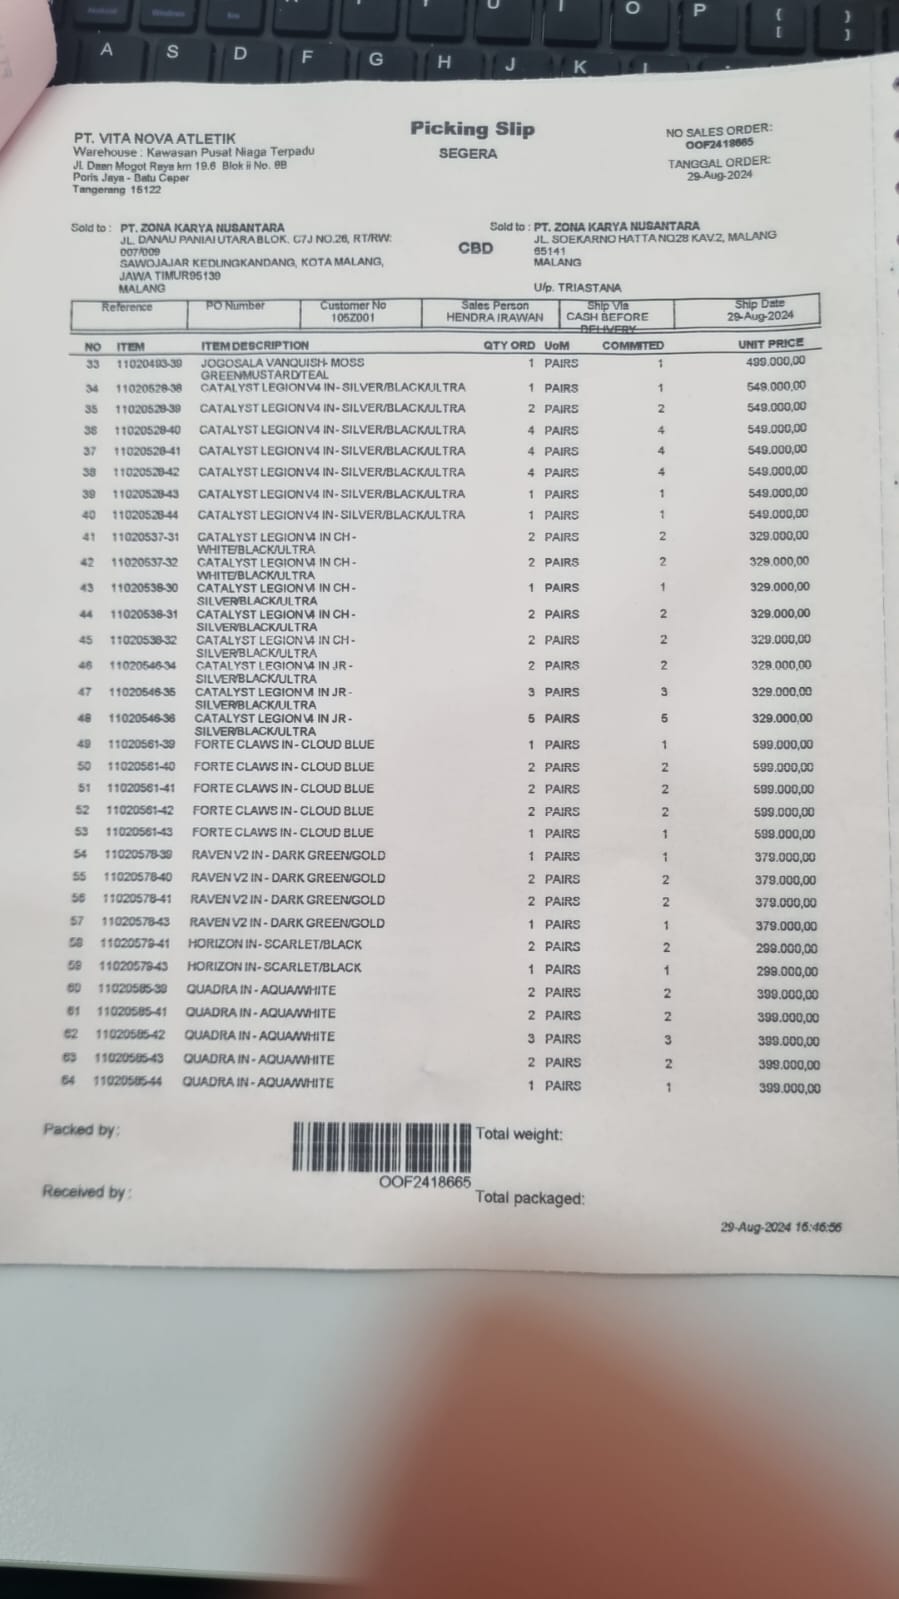 O P { }
[ ]
A S D F G H J K L
PT. VITA NOVA ATLETIK
Warehouse : Kawasan Pusat Niaga Terpadu
Jl. Daan Mogot Raya km 19.6 Blok ii No. 8B
Poris Jaya - Batu Ceper
Tangerang 15122
Picking Slip
SEGERA
NO SALES ORDER:
OOF2418665
TANGGAL ORDER:
29-Aug-2024
Sold to : PT. ZONA KARYA NUSANTARA
JL. DANAU PANIAI UTARA BLOK. C7J NO.26, RT/RW:
007/009
SAWOJAJAR KEDUNGKANDANG, KOTA MALANG,
JAWA TIMUR95139
MALANG
CBD
Sold to : PT. ZONA KARYA NUSANTARA
JL. SOEKARNO HATTA NO28 KAV.2, MALANG
65141
MALANG
U/p. TRIASTANA
Reference PO Number Customer No Sales Person Ship Via Ship Date
105Z001 HENDRA IRAWAN CASH BEFORE DELIVERY 29-Aug-2024
NO ITEM ITEM DESCRIPTION QTY ORD UoM COMMITED UNIT PRICE
33 11020493-39 JOGOSALA VANQUISH- MOSS 1 PAIRS 1 499.000,00
GREENMUSTARD/TEAL
34 11020528-38 CATALYST LEGION V4 IN- SILVER/BLACK/ULTRA 1 PAIRS 1 549.000,00
35 11020528-39 CATALYST LEGION V4 IN- SILVER/BLACK/ULTRA 2 PAIRS 2 549.000,00
36 11020528-40 CATALYST LEGION V4 IN- SILVER/BLACK/ULTRA 4 PAIRS 4 549.000,00
37 11020528-41 CATALYST LEGION V4 IN- SILVER/BLACK/ULTRA 4 PAIRS 4 549.000,00
38 11020528-42 CATALYST LEGION V4 IN- SILVER/BLACK/ULTRA 4 PAIRS 4 549.000,00
39 11020528-43 CATALYST LEGION V4 IN- SILVER/BLACK/ULTRA 1 PAIRS 1 549.000,00
40 11020528-44 CATALYST LEGION V4 IN- SILVER/BLACK/ULTRA 1 PAIRS 1 549.000,00
41 11020537-31 CATALYST LEGION V4 IN CH- 2 PAIRS 2 329.000,00
WHITE/BLACK/ULTRA
42 11020537-32 CATALYST LEGION V4 IN CH- 2 PAIRS 2 329.000,00
WHITE/BLACK/ULTRA
43 11020538-30 CATALYST LEGION V4 IN CH- 1 PAIRS 1 329.000,00
SILVER/BLACK/ULTRA
44 11020538-31 CATALYST LEGION V4 IN CH- 2 PAIRS 2 329.000,00
SILVER/BLACK/ULTRA
45 11020538-32 CATALYST LEGION V4 IN CH- 2 PAIRS 2 329.000,00
SILVER/BLACK/ULTRA
46 11020546-34 CATALYST LEGION V4 IN JR- 2 PAIRS 2 329.000,00
SILVER/BLACK/ULTRA
47 11020546-35 CATALYST LEGION V4 IN JR- 3 PAIRS 3 329.000,00
SILVER/BLACK/ULTRA
48 11020546-36 CATALYST LEGION V4 IN JR- 5 PAIRS 5 329.000,00
SILVER/BLACK/ULTRA
49 11020561-39 FORTE CLAWS IN- CLOUD BLUE 1 PAIRS 1 599.000,00
50 11020561-40 FORTE CLAWS IN- CLOUD BLUE 2 PAIRS 2 599.000,00
51 11020561-41 FORTE CLAWS IN- CLOUD BLUE 2 PAIRS 2 599.000,00
52 11020561-42 FORTE CLAWS IN- CLOUD BLUE 2 PAIRS 2 599.000,00
53 11020561-43 FORTE CLAWS IN- CLOUD BLUE 1 PAIRS 1 599.000,00
54 11020578-39 RAVEN V2 IN - DARK GREEN/GOLD 1 PAIRS 1 379.000,00
55 11020578-40 RAVEN V2 IN - DARK GREEN/GOLD 2 PAIRS 2 379.000,00
56 11020578-41 RAVEN V2 IN - DARK GREEN/GOLD 2 PAIRS 2 379.000,00
57 11020578-43 RAVEN V2 IN - DARK GREEN/GOLD 1 PAIRS 1 379.000,00
58 11020579-41 HORIZON IN- SCARLET/BLACK 2 PAIRS 2 299.000,00
59 11020579-43 HORIZON IN- SCARLET/BLACK 1 PAIRS 1 299.000,00
60 11020585-39 QUADRA IN - AQUA/WHITE 2 PAIRS 2 399.000,00
61 11020585-41 QUADRA IN - AQUA/WHITE 2 PAIRS 2 399.000,00
62 11020585-42 QUADRA IN - AQUA/WHITE 3 PAIRS 3 399.000,00
63 11020585-43 QUADRA IN - AQUA/WHITE 2 PAIRS 2 399.000,00
64 11020585-44 QUADRA IN - AQUA/WHITE 1 PAIRS 1 399.000,00
Packed by:
Total weight:
OOF2418665
Received by :
Total packaged:
29-Aug-2024 16:46:56